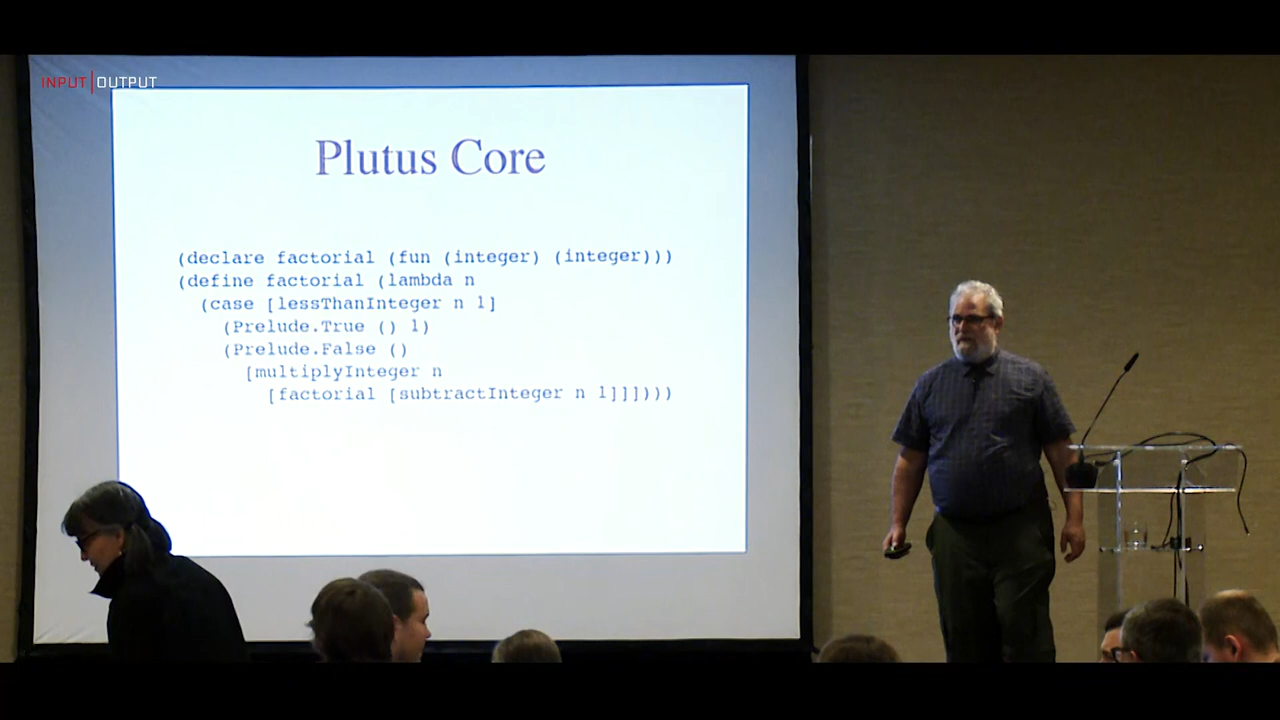 INPUT|OUTPUT
Plutus Core
(declare factorial (fun (integer) (integer)))
(define factorial (lambda n
(case [lessThanInteger n 1]
(Prelude.True () 1)
(Prelude.False ()
[multiplyInteger n
[factorial [subtractInteger n 1]]])))